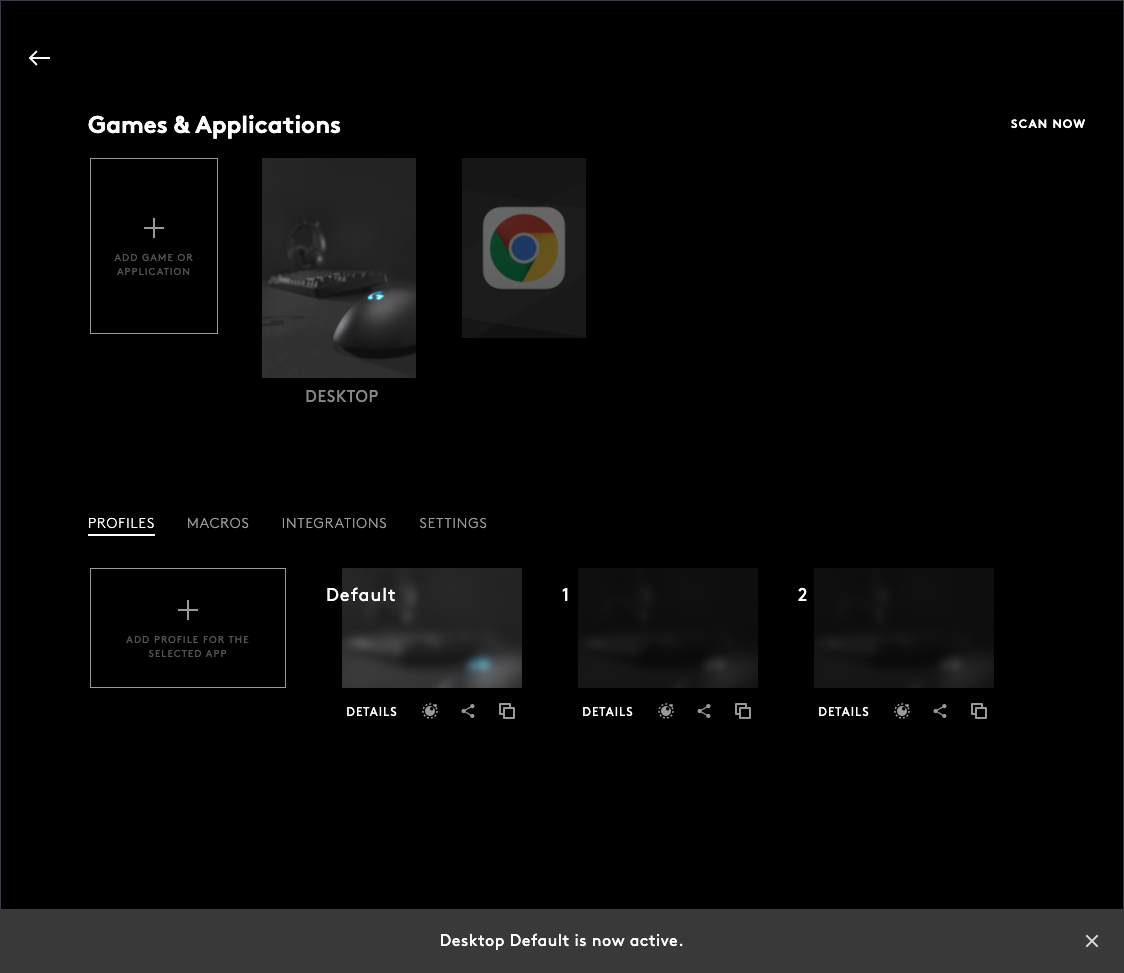 Games & Applications
SCAN NOW
ADD GAME OR
APPLICATION
DESKTOP
PROFILES MACROS INTEGRATIONS SETTINGS
ADD PROFILE FOR THE
SELECTED APP
Default
1
2
DETAILS
DETAILS
DETAILS
Desktop Default is now active.